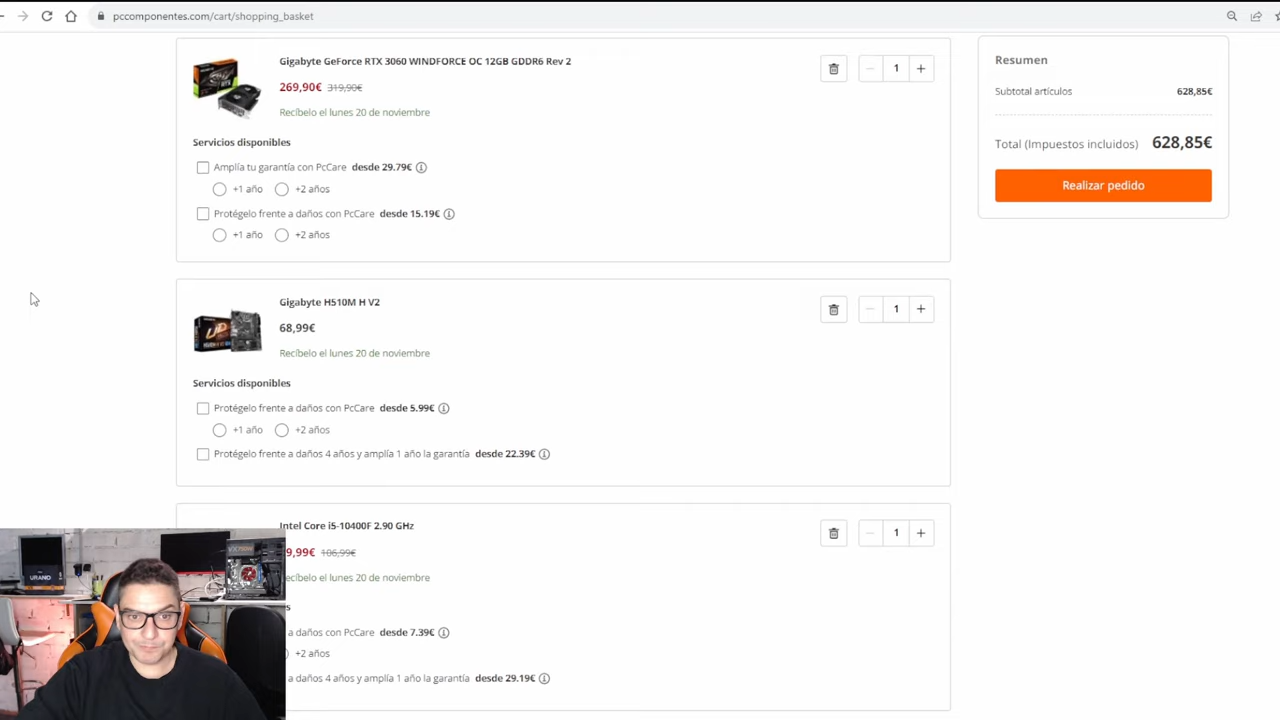 pccomponentes.com/cart/shopping_basket
Gigabyte GeForce RTX 3060 WINDFORCE OC 12GB GDDR6 Rev 2
1
269,90€ 319,90€
Recíbelo el lunes 20 de noviembre
Servicios disponibles
Amplía tu garantía con PcCare desde 29.79€
+1 año +2 años
Protégelo frente a daños con PcCare desde 15.19€
+1 año +2 años
Gigabyte H510M H V2
1
68,99€
Recíbelo el lunes 20 de noviembre
Servicios disponibles
Protégelo frente a daños con PcCare desde 5.99€
+1 año +2 años
Protégelo frente a daños 4 años y amplía 1 año la garantía desde 22.39€
Intel Core i5-10400F 2.90 GHz
1
9,99€ 106,99€
ecíbelo el lunes 20 de noviembre
s
a daños con PcCare desde 7.39€
+2 años
a daños 4 años y amplía 1 año la garantía desde 29.19€
Resumen
Subtotal artículos 628,85€
Total (Impuestos incluidos) 628,85€
Realizar pedido
URANO